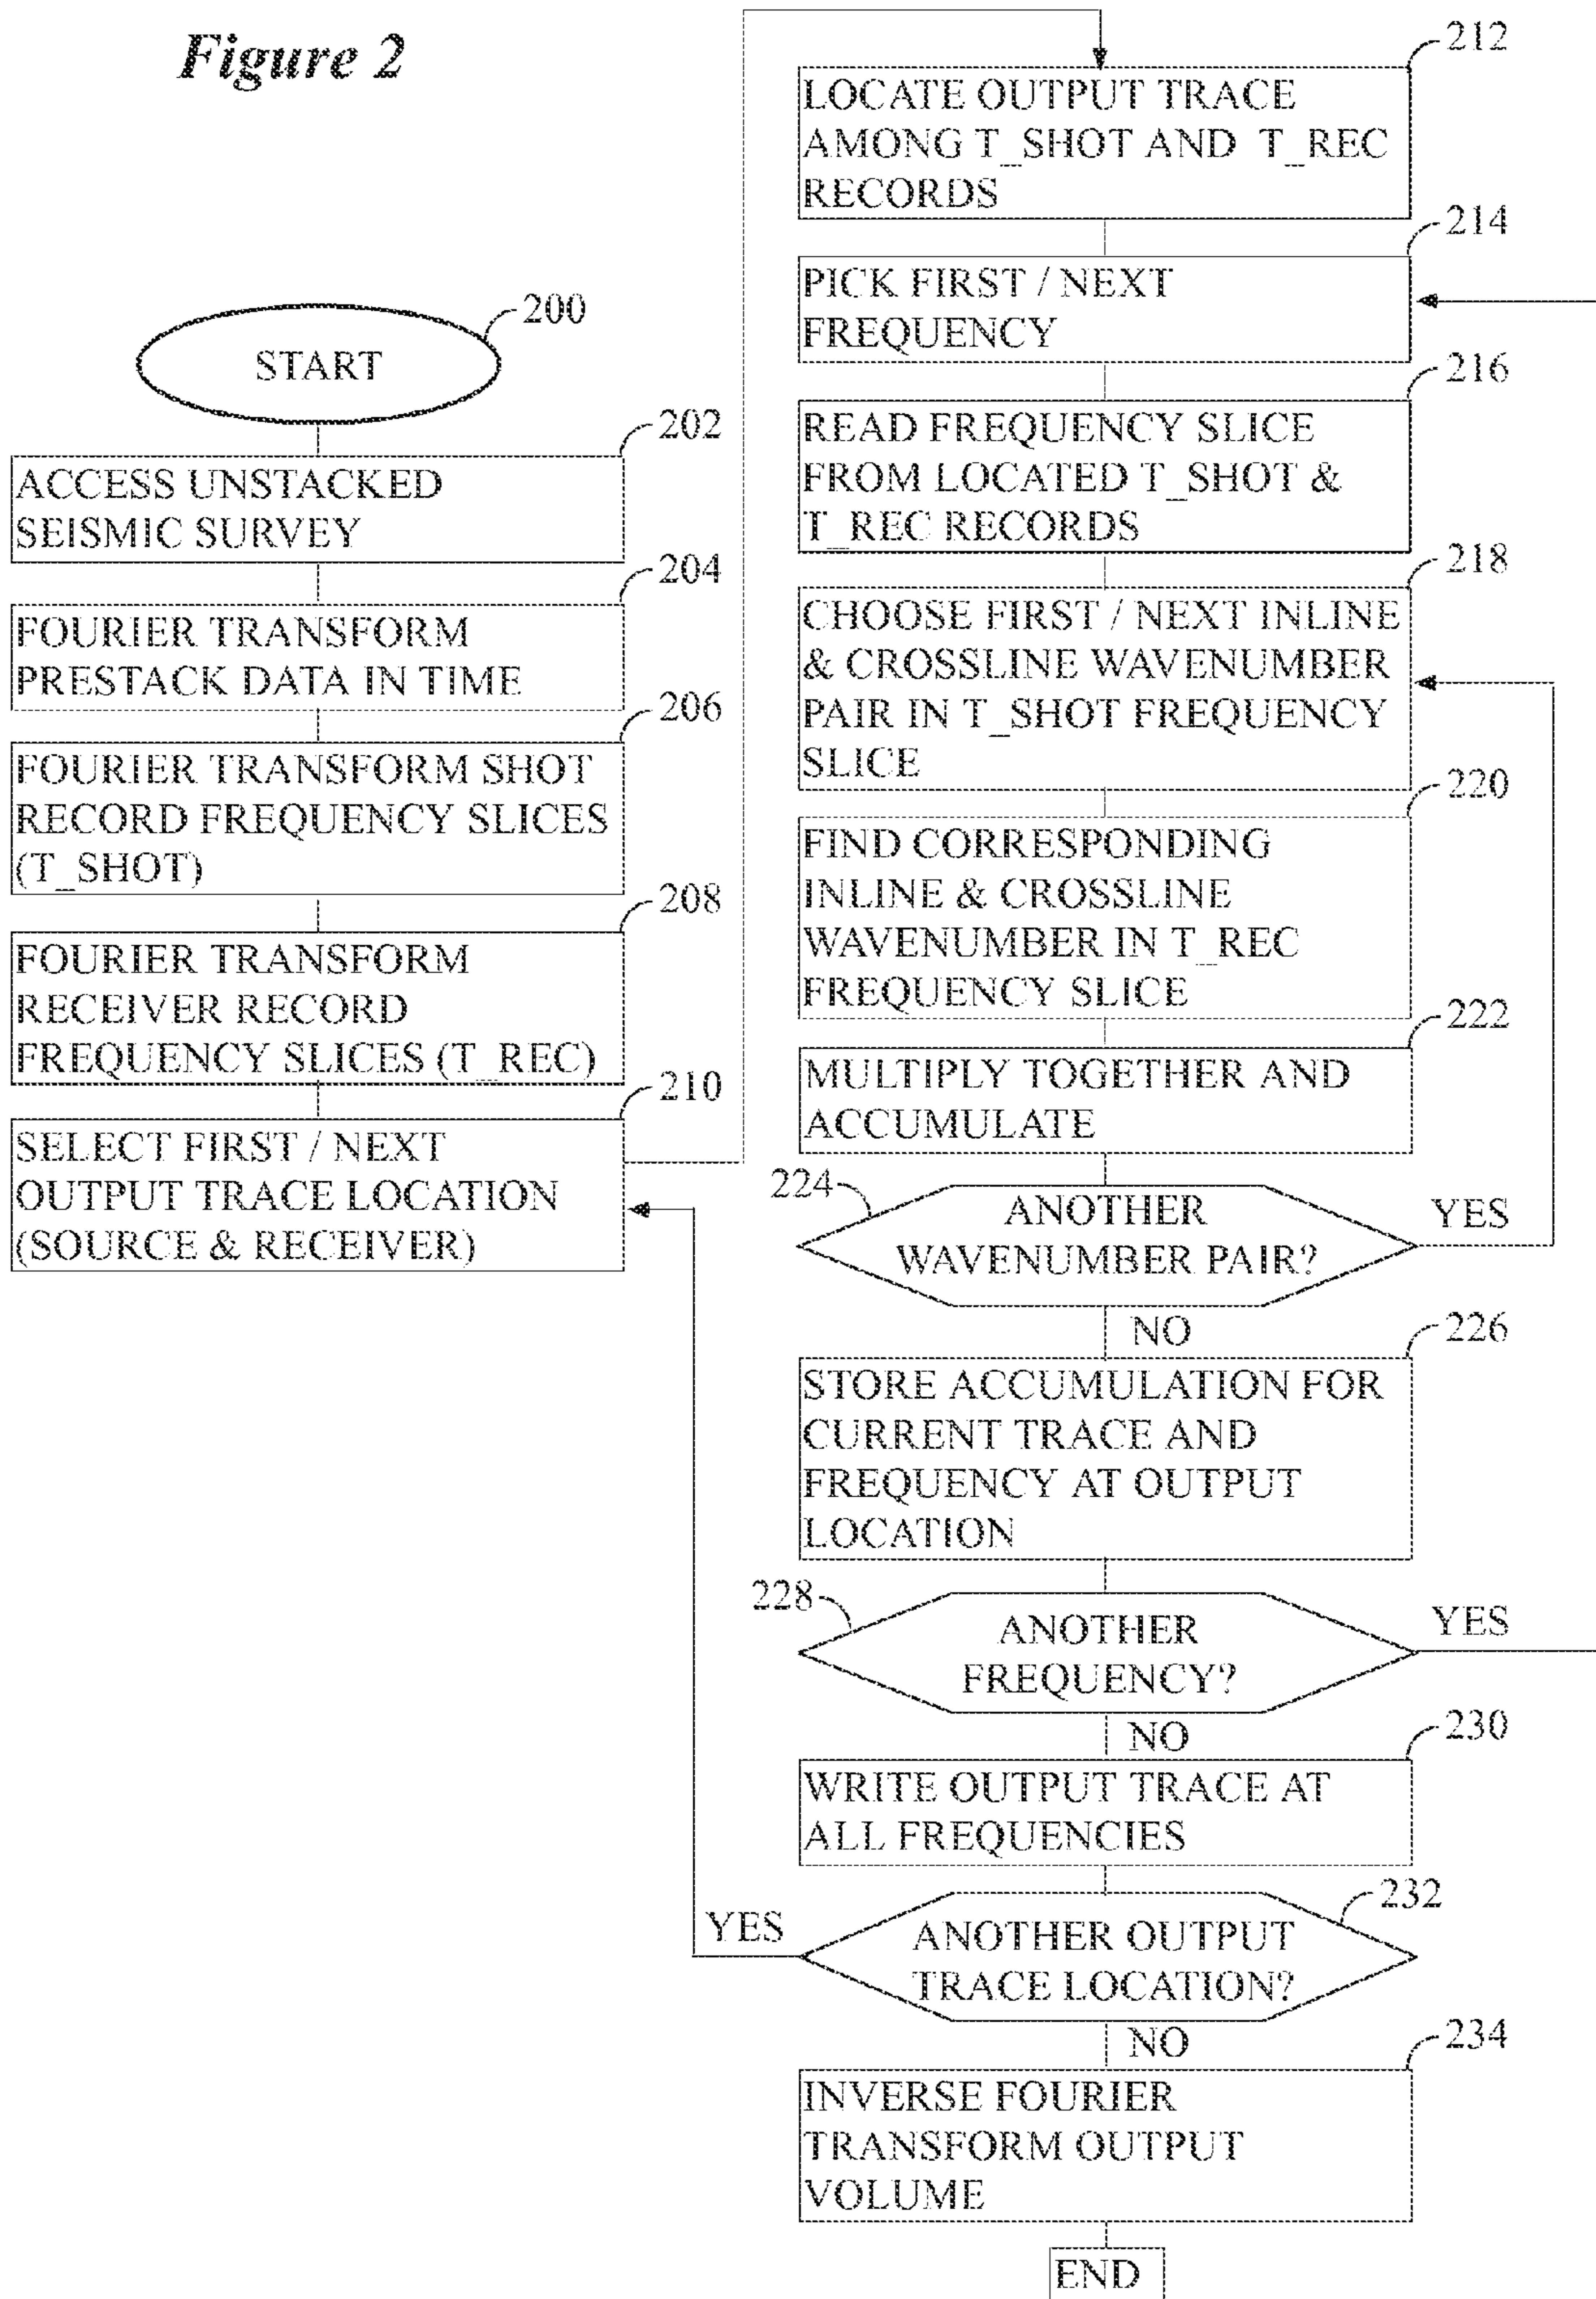 Figure 2
200
START
202
ACCESS UNSTACKED
SEISMIC SURVEY
204
FOURIER TRANSFORM
PRESTACK DATA IN TIME
206
FOURIER TRANSFORM SHOT
RECORD FREQUENCY SLICES
(T_SHOT)
208
FOURIER TRANSFORM
RECEIVER RECORD
FREQUENCY SLICES (T_REC)
210
SELECT FIRST / NEXT
OUTPUT TRACE LOCATION
(SOURCE & RECEIVER)
212
LOCATE OUTPUT TRACE
AMONG T_SHOT AND T_REC
RECORDS
214
PICK FIRST / NEXT
FREQUENCY
216
READ FREQUENCY SLICE
FROM LOCATED T_SHOT &
T_REC RECORDS
218
CHOOSE FIRST / NEXT INLINE
& CROSSLINE WAVENUMBER
PAIR IN T_SHOT FREQUENCY
SLICE
220
FIND CORRESPONDING
INLINE & CROSSLINE
WAVENUMBER IN T_REC
FREQUENCY SLICE
222
MULTIPLY TOGETHER AND
ACCUMULATE
224
ANOTHER
WAVENUMBER PAIR?
YES
NO
226
STORE ACCUMULATION FOR
CURRENT TRACE AND
FREQUENCY AT OUTPUT
LOCATION
228
ANOTHER
FREQUENCY?
YES
NO
230
WRITE OUTPUT TRACE AT
ALL FREQUENCIES
232
YES
ANOTHER OUTPUT
TRACE LOCATION?
NO
234
INVERSE FOURIER
TRANSFORM OUTPUT
VOLUME
END